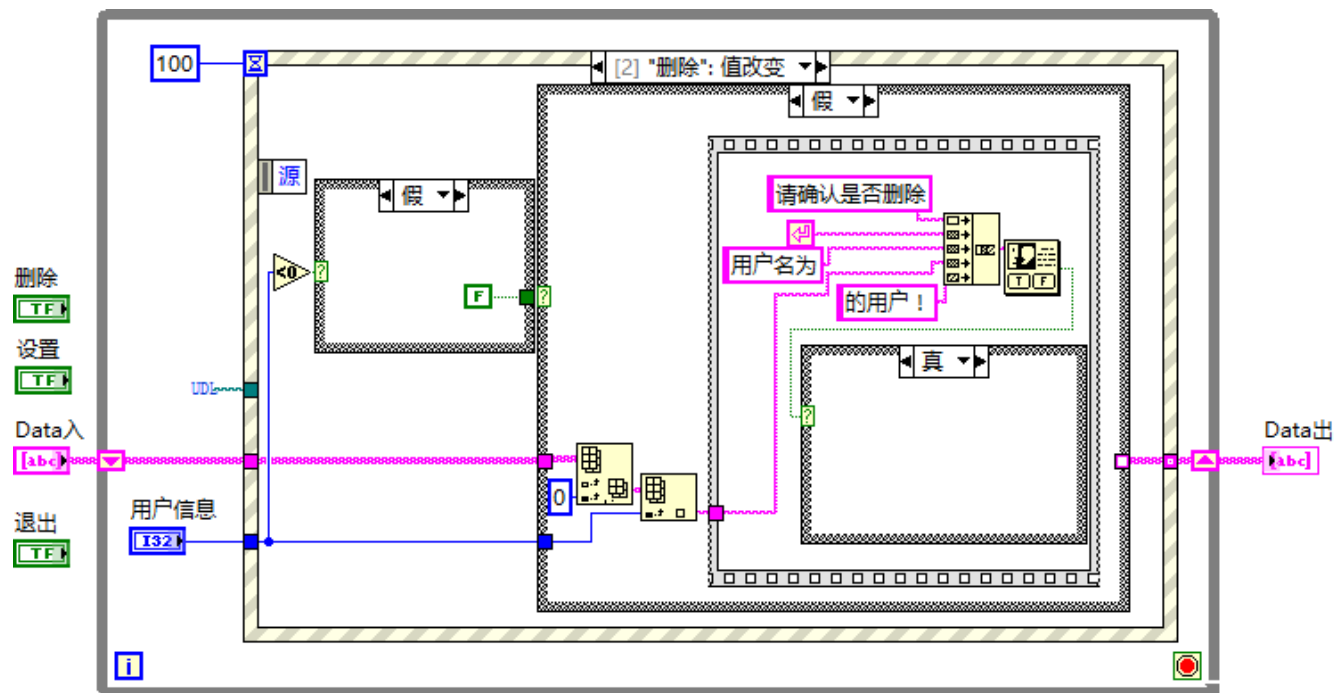 100
[2] "删除": 值改变
假
源
假
请确认是否删除
用户名为
<0
?
删除
TF
F
?
的用户！
T F
设置
TF
真
UDL
?
Data入
[abc]
Data出
[abc]
0
用户信息
I32
退出
TF
i